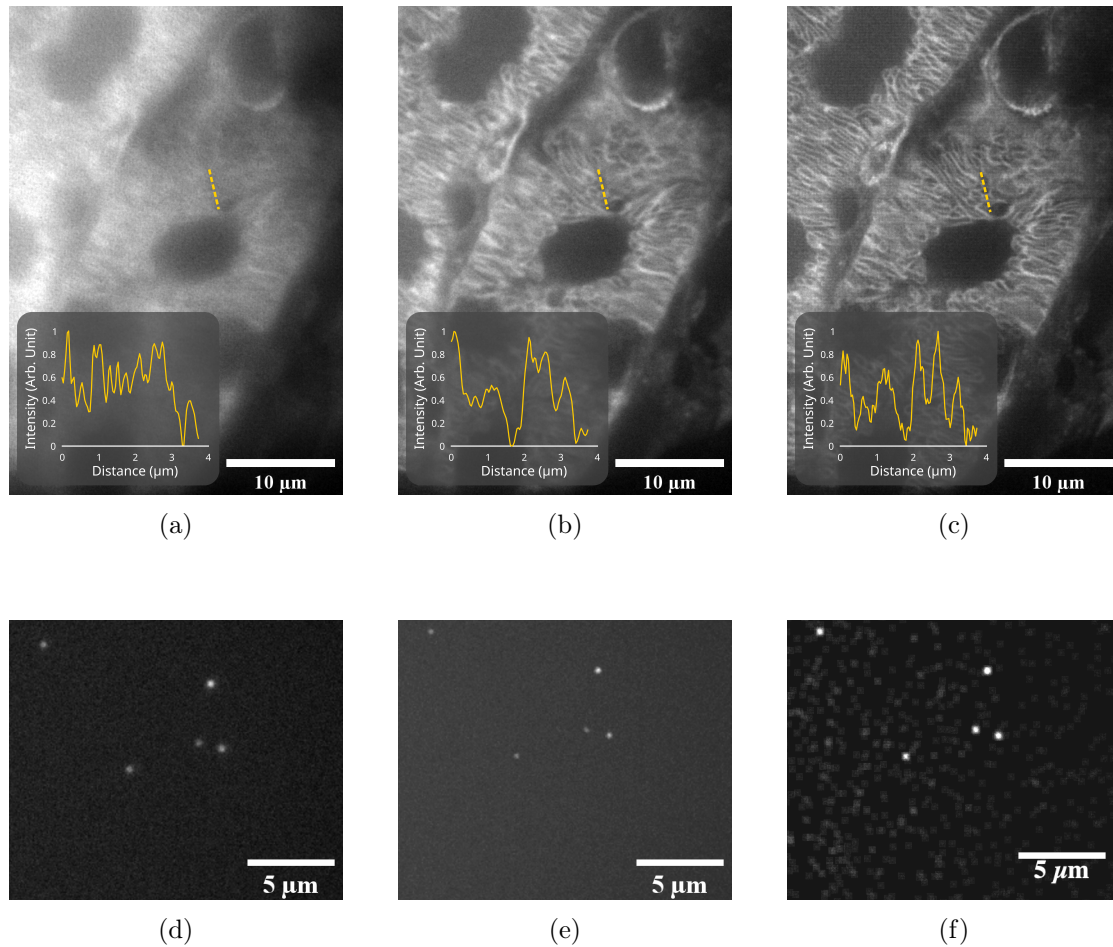 Intensity (Arb. Unit)
1
0.8
0.6
0.4
0.2
0
0
1
2
3
4
Distance (μm)
10 μm
(a)
Intensity (Arb. Unit)
1
0.8
0.6
0.4
0.2
0
0
1
2
3
4
Distance (μm)
10 μm
(b)
Intensity (Arb. Unit)
1
0.8
0.6
0.4
0.2
0
0
1
2
3
4
Distance (μm)
10 μm
(c)
5 μm
(d)
5 μm
(e)
5 μm
(f)